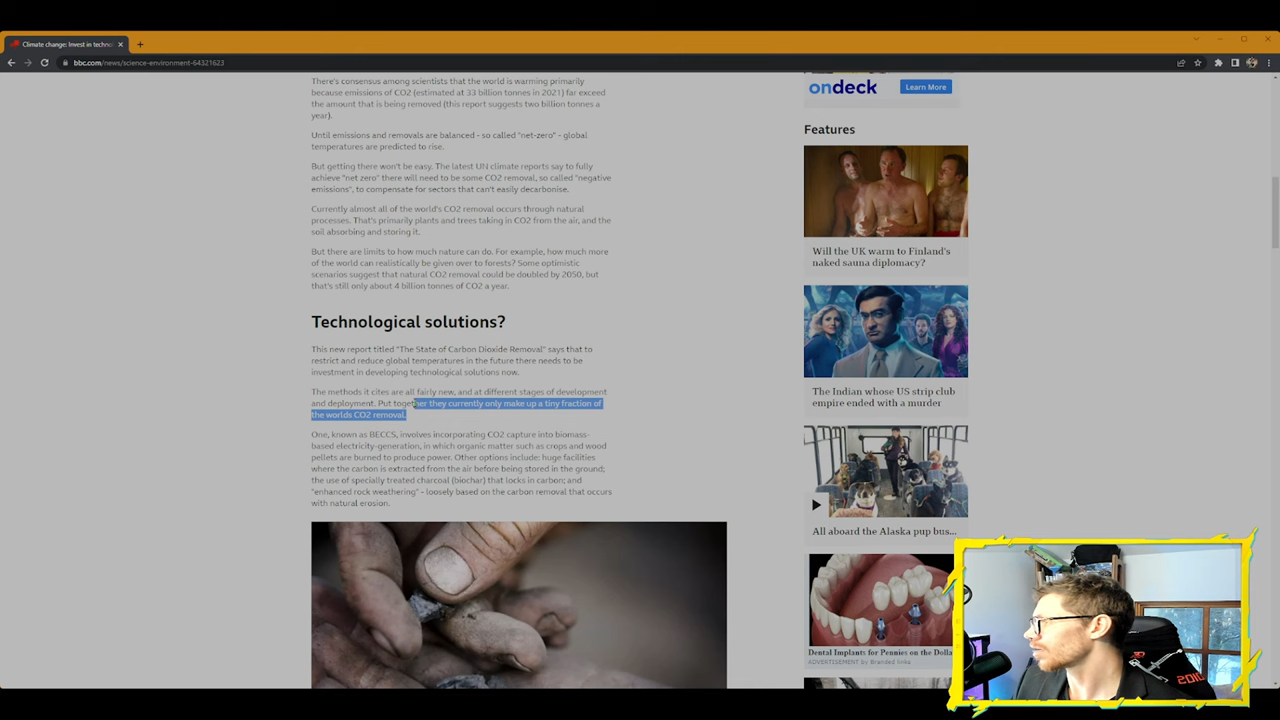 Climate change: Invest in techno
bbc.com/news/science-environment-64321623
There's consensus among scientists that the world is warming primarily
because emissions of CO2 (estimated at 33 billion tonnes in 2021) far exceed
the amount that is being removed (this report suggests two billion tonnes a
year).
Until emissions and removals are balanced - so called "net-zero" - global
temperatures are predicted to rise.
But getting there won't be easy. The latest UN climate reports say to fully
achieve "net zero" there will need to be some CO2 removal, so called "negative
emissions", to compensate for sectors that can't easily decarbonise.
Currently almost all of the world's CO2 removal occurs through natural
processes. That's primarily plants and trees taking in CO2 from the air, and the
soil absorbing and storing it.
But there are limits to how much nature can do. For example, how much more
of the world can realistically be given over to forests? Some optimistic
scenarios suggest that natural CO2 removal could be doubled by 2050, but
that's still only about 4 billion tonnes of CO2 a year.
Technological solutions?
This new report titled "The State of Carbon Dioxide Removal" says that to
restrict and reduce global temperatures in the future there needs to be
investment in developing technological solutions now.
The methods it cites are all fairly new, and at different stages of development
and deployment. Put together they currently only make up a tiny fraction of
the worlds CO2 removal.
One, known as BECCS, involves incorporating CO2 capture into biomass-
based electricity-generation, in which organic matter such as crops and wood
pellets are burned to produce power. Other options include: huge facilities
where the carbon is extracted from the air before being stored in the ground;
the use of specially treated charcoal (biochar) that locks in carbon; and
"enhanced rock weathering" - loosely based on the carbon removal that occurs
with natural erosion.
ondeck
Learn More
Features
Will the UK warm to Finland's
naked sauna diplomacy?
The Indian whose US strip club
empire ended with a murder
All aboard the Alaska pup bus...
Dental Implants for Pennies on the Dolla
ADVERTISEMENT by Branded links